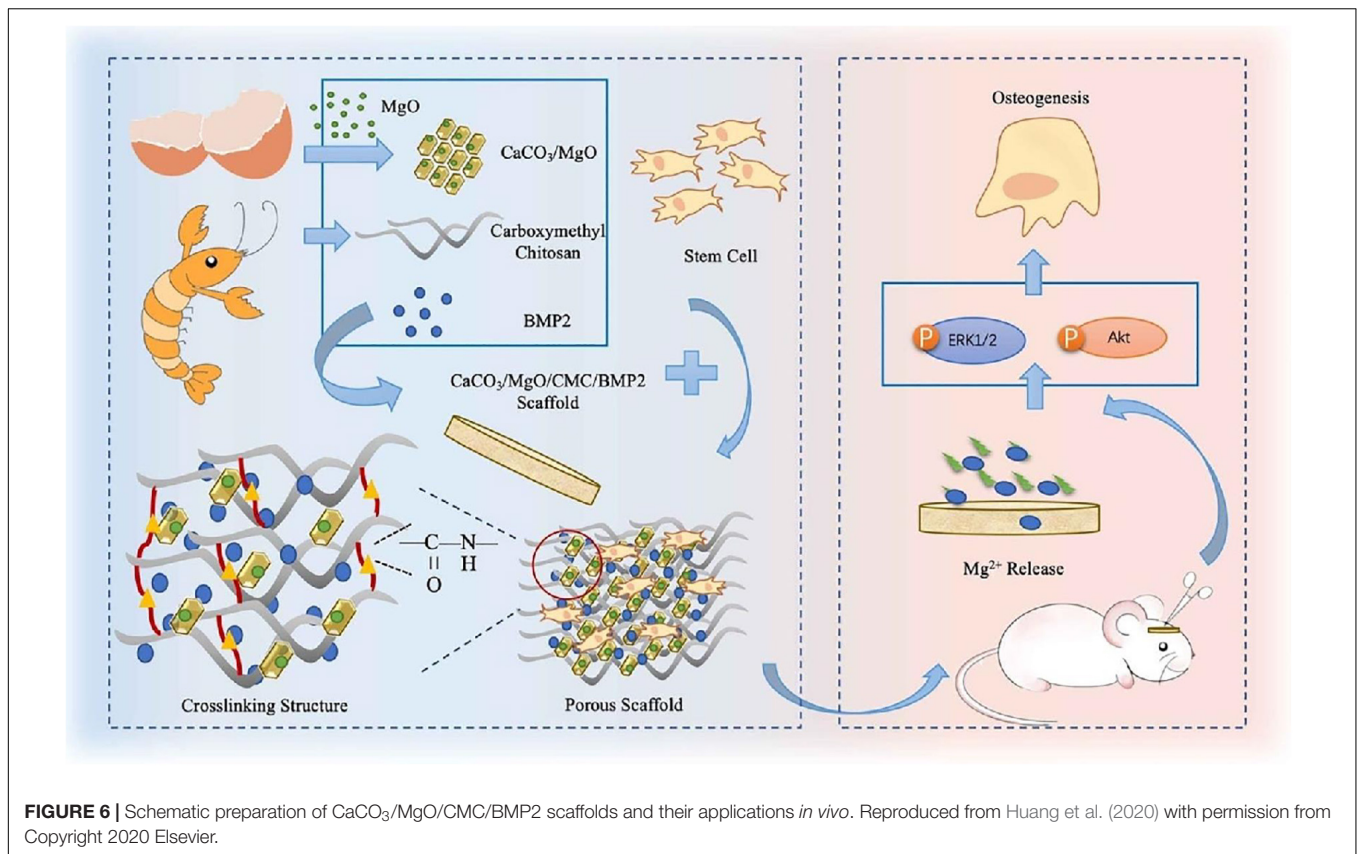 MgO
CaCO₃/MgO
Carboxymethyl
Chitosan
BMP2
Stem Cell
CaCO₃/MgO/CMC/BMP2
Scaffold
C—N
O H
Crosslinking Structure
Porous Scaffold
Osteogenesis
P ERK1/2
P Akt
Mg²⁺ Release
FIGURE 6 | Schematic preparation of CaCO₃/MgO/CMC/BMP2 scaffolds and their applications in vivo. Reproduced from Huang et al. (2020) with permission from
Copyright 2020 Elsevier.